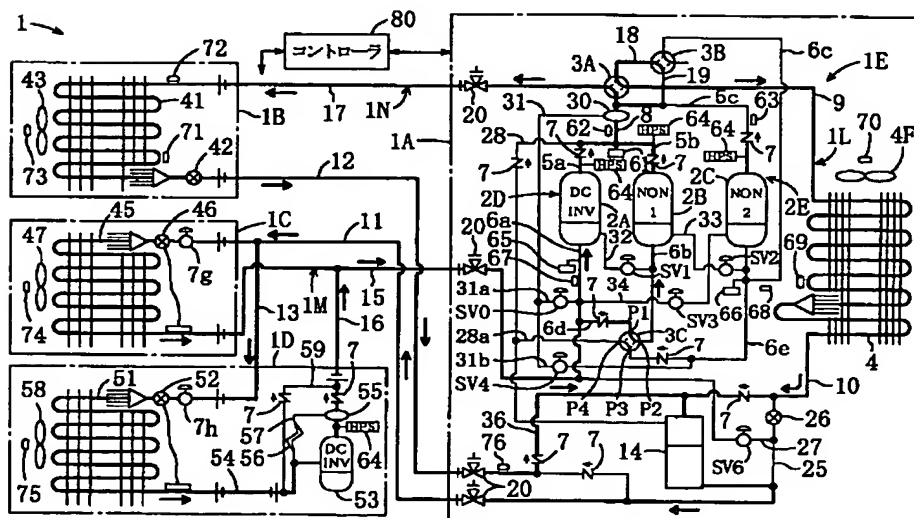 1
80
コントローラ
72
43
41
1B
71
42
73
17
1N
12
20
1A
31
28
7
3A
18
3B
19
6c
1E
9
30
62
8
6c
63
HPS
64
5b
64
HPS
7
7
5a
HPS
61
64
7
7
2D
DC
INV
2A
NON
1
2B
2C
NON
2
2E
1L
70
4F
69
4
45
46
1C
47
7g
74
11
20
6a
65
67
32
33
6b
SV1
SV2
31a
SV0
34
SV3
66
68
1M
15
13
16
1D
59
28a
31b
SV4
6d
7
P1
3C
7
P4
P3
P2
6e
10
58
51
52
7h
7
57
56
7
55
HPS
DC
INV
64
53
54
75
36
76
7
7
14
7
26
27
SV6
25
20